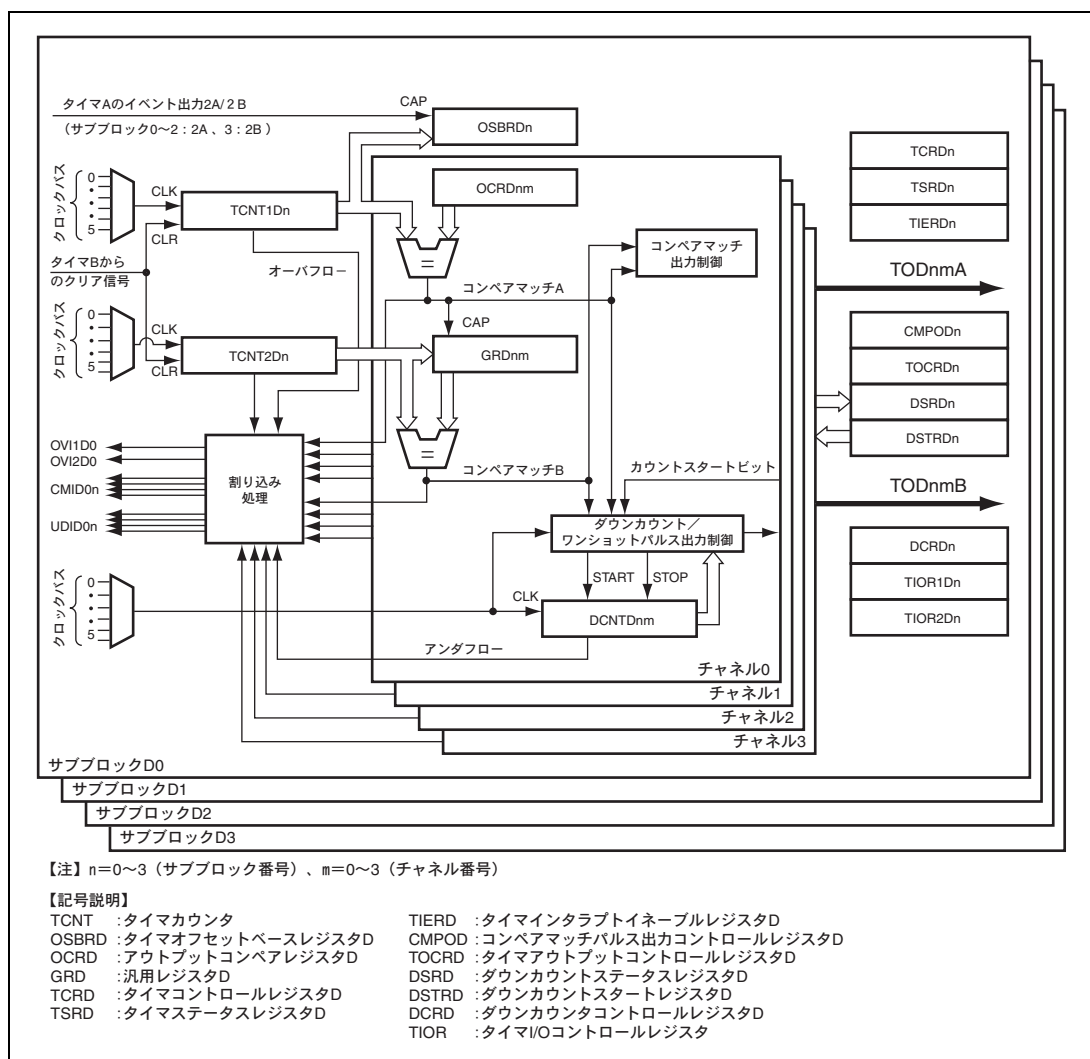 タイマAのイベント出力2A/2B
(サブブロック0～2：2A、3：2B)
CAP
OSBRDn
クロックバス
0
5
CLK
TCNT1Dn
CLR
タイマBから
のクリア信号
オーバフロー
クロックバス
0
5
CLK
TCNT2Dn
CLR
OCRDnm
=
コンペアマッチ
出力制御
コンペアマッチA
CAP
GRDnm
=
コンペアマッチB
カウントスタートビット
OVI1D0
OVI2D0
CMID0n
UDID0n
割り込み
処理
ダウンカウント／
ワンショットパルス出力制御
START
STOP
クロックバス
0
5
CLK
DCNTDnm
アンダフロー
チャネル0
チャネル1
チャネル2
チャネル3
TCRDn
TSRDn
TIERDn
TODnmA
CMPODn
TOCRDn
DSRDn
DSTRDn
TODnmB
DCRDn
TIOR1Dn
TIOR2Dn
サブブロックD0
サブブロックD1
サブブロックD2
サブブロックD3
【注】n＝0～3（サブブロック番号）、m＝0～3（チャネル番号）
【記号説明】
TCNT：タイマカウンタ
OSBRD：タイマオフセットベースレジスタD
OCRD：アウトプットコンペアレジスタD
GRD：汎用レジスタD
TCRD：タイマコントロールレジスタD
TSRD：タイマステータスレジスタD
TIERD：タイマインタラプトイネーブルレジスタD
CMPOD：コンペアマッチパルス出力コントロールレジスタD
TOCRD：タイマアウトプットコントロールレジスタD
DSRD：ダウンカウントステータスレジスタD
DSTRD：ダウンカウントスタートレジスタD
DCRD：ダウンカウンタコントロールレジスタD
TIOR：タイマI/Oコントロールレジスタ